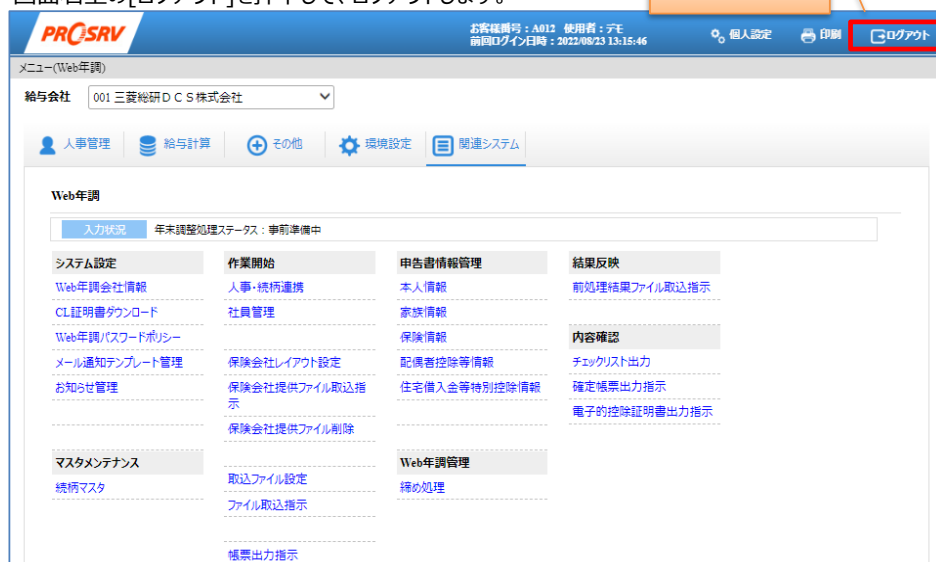 画面右上の[ログアウト]を押下して、ログアウトします。
PROSRV
お客様番号：A012 使用者：デモ
前回ログイン日時：2022/08/23 13:15:46
個人設定
印刷
ログアウト
メニュー(Web年調)
給与会社 001 三菱総研ＤＣＳ株式会社
人事管理 給与計算 その他 環境設定 関連システム
Web年調
入力状況 年末調整処理ステータス：事前準備中
システム設定
Web年調会社情報
CL証明書ダウンロード
Web年調パスワードポリシー
メール通知テンプレート管理
お知らせ管理
マスタメンテナンス
続柄マスタ
作業開始
人事・続柄連携
社員管理
保険会社レイアウト設定
保険会社提供ファイル取込指
示
保険会社提供ファイル削除
取込ファイル設定
ファイル取込指示
帳票出力指示
申告書情報管理
本人情報
家族情報
保険情報
配偶者控除等情報
住宅借入金等特別控除情報
Web年調管理
締め処理
結果反映
前処理結果ファイル取込指示
内容確認
チェックリスト出力
確定帳票出力指示
電子的控除証明書出力指示